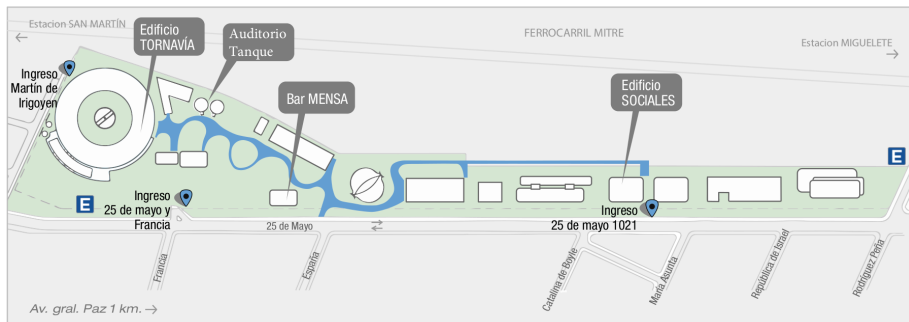 Estacion SAN MARTÍN
FERROCARRIL MITRE
Estacion MIGUELETE
Edificio
TORNAVÍA
Auditorio
Tanque
Ingreso
Martín de
Irigoyen
Bar MENSA
Edificio
SOCIALES
E
E
Ingreso
25 de mayo y
Francia
25 de Mayo
Ingreso
25 de mayo 1021
Francia
España
Catalina de Boyle
María Asunta
República de Israel
Rodríguez Peña
Av. gral. Paz 1 km.